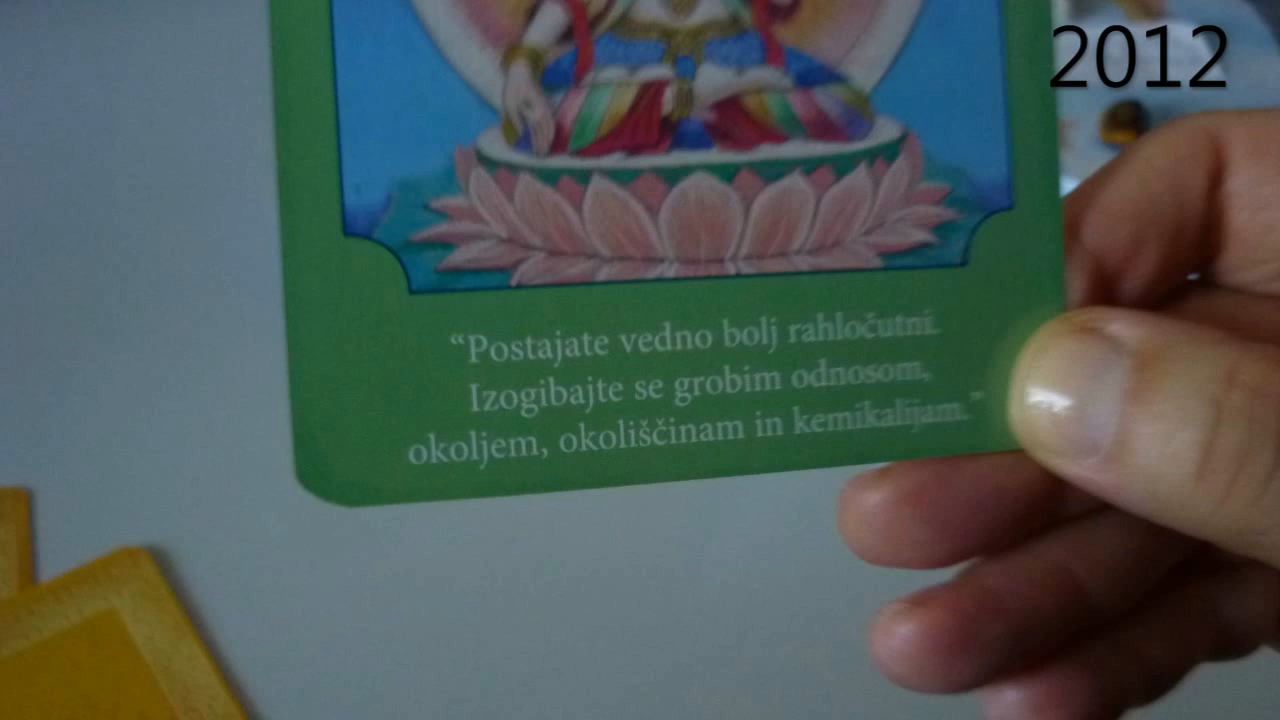 2012
“Postajate vedno bolj rahločutni.
Izogibajte se grobim odnosom,
okoljem, okoliščinam in kemikalijam.”